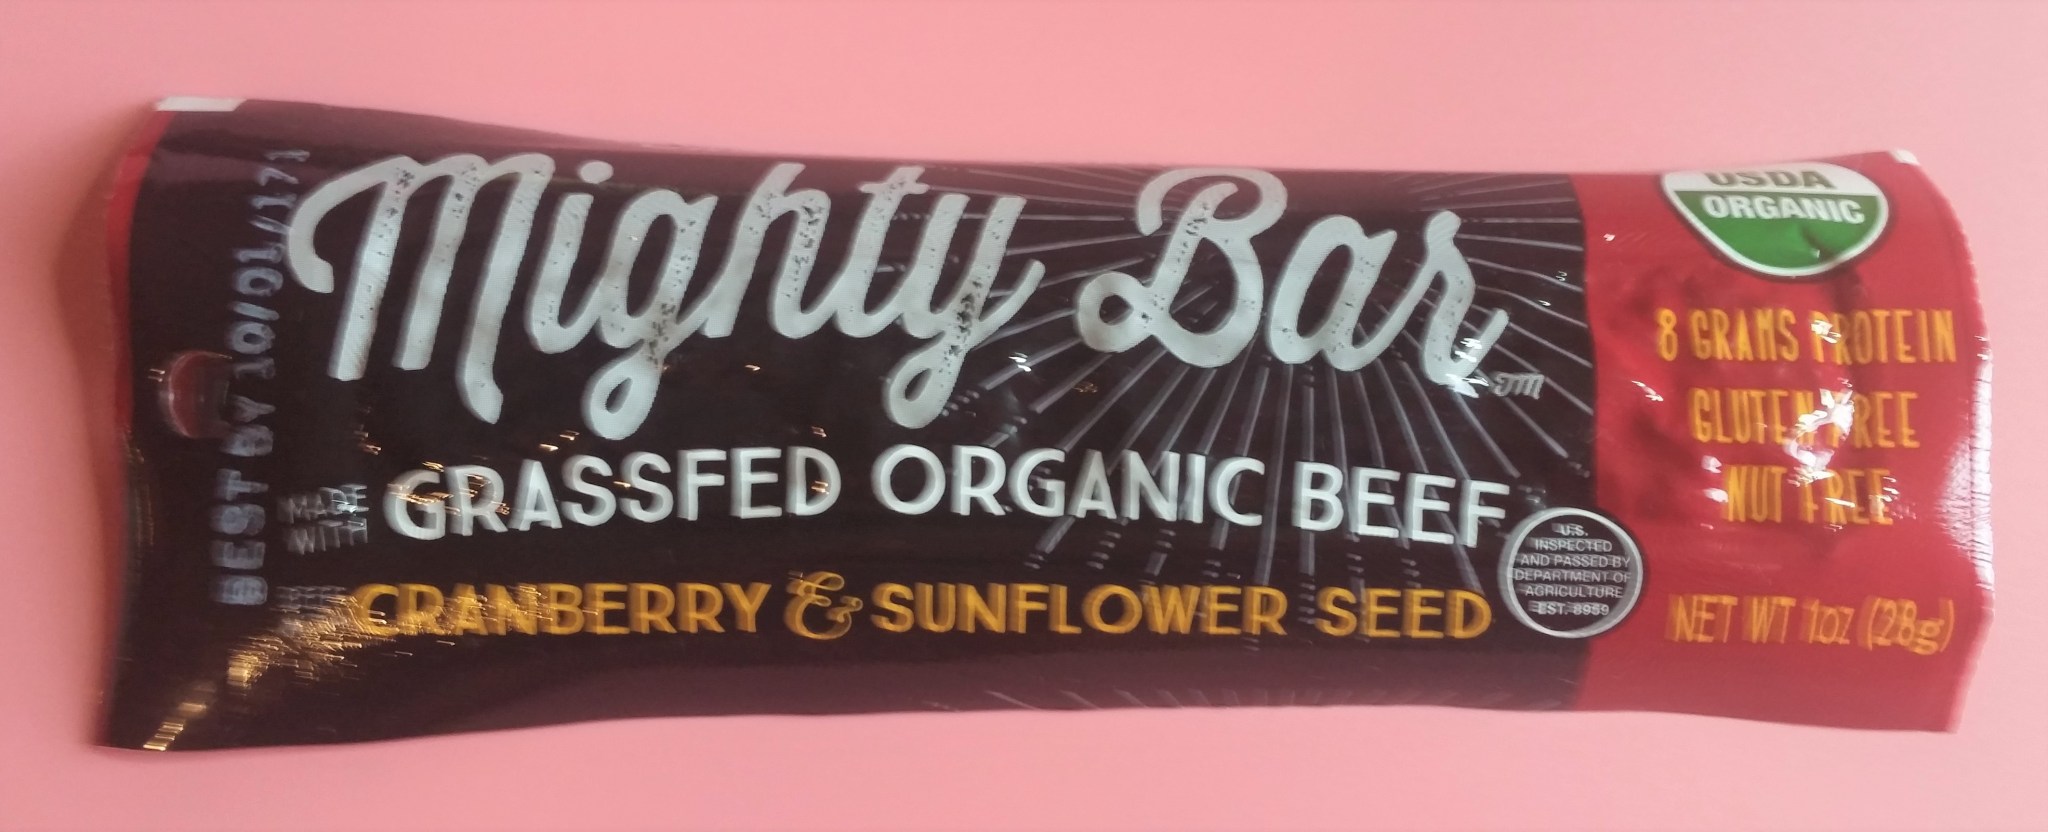 BEST BY 10/01/171
Mighty Bar TM
MADE WITH
GRASSFED ORGANIC BEEF
CRANBERRY & SUNFLOWER SEED
U.S.
INSPECTED
AND PASSED BY
DEPARTMENT OF
AGRICULTURE
EST. 8959
USDA
ORGANIC
8 GRAMS PROTEIN
GLUTEN FREE
NUT FREE
NET WT 1oz (28g)